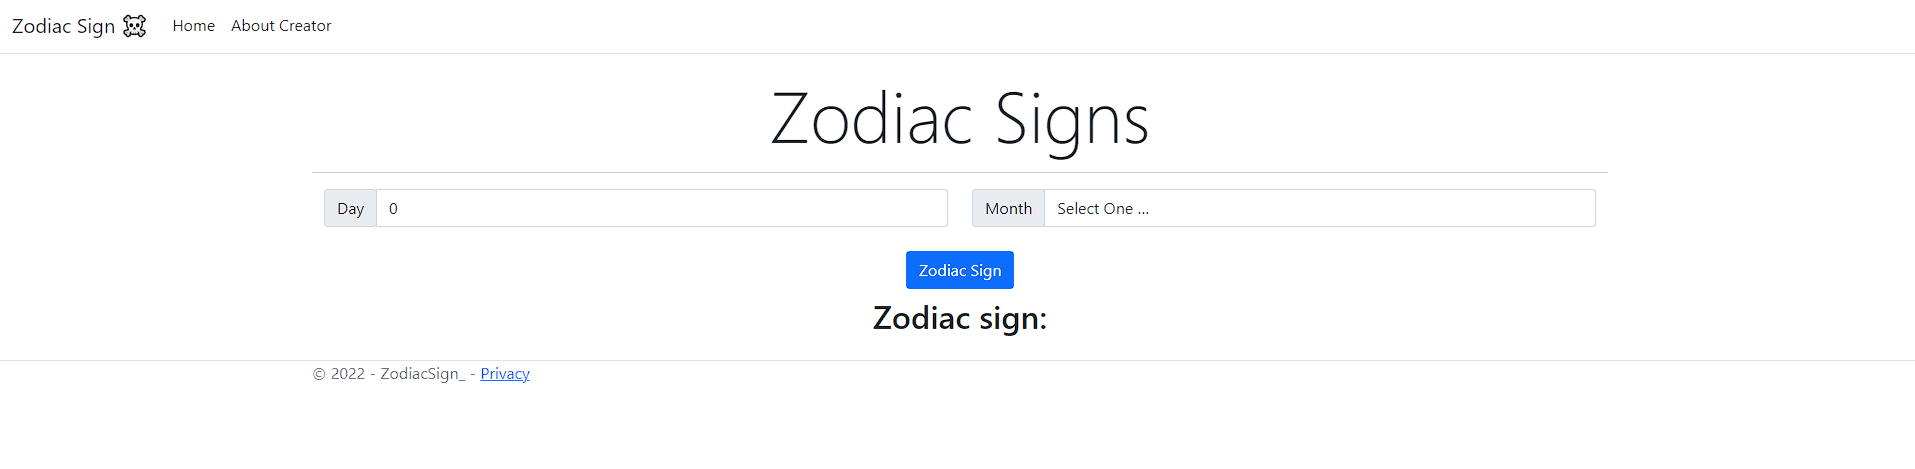 Zodiac Sign ☠ Home About Creator
Zodiac Signs
Day 0 Month Select One ...
Zodiac Sign
Zodiac sign:
© 2022 - ZodiacSign_ - Privacy